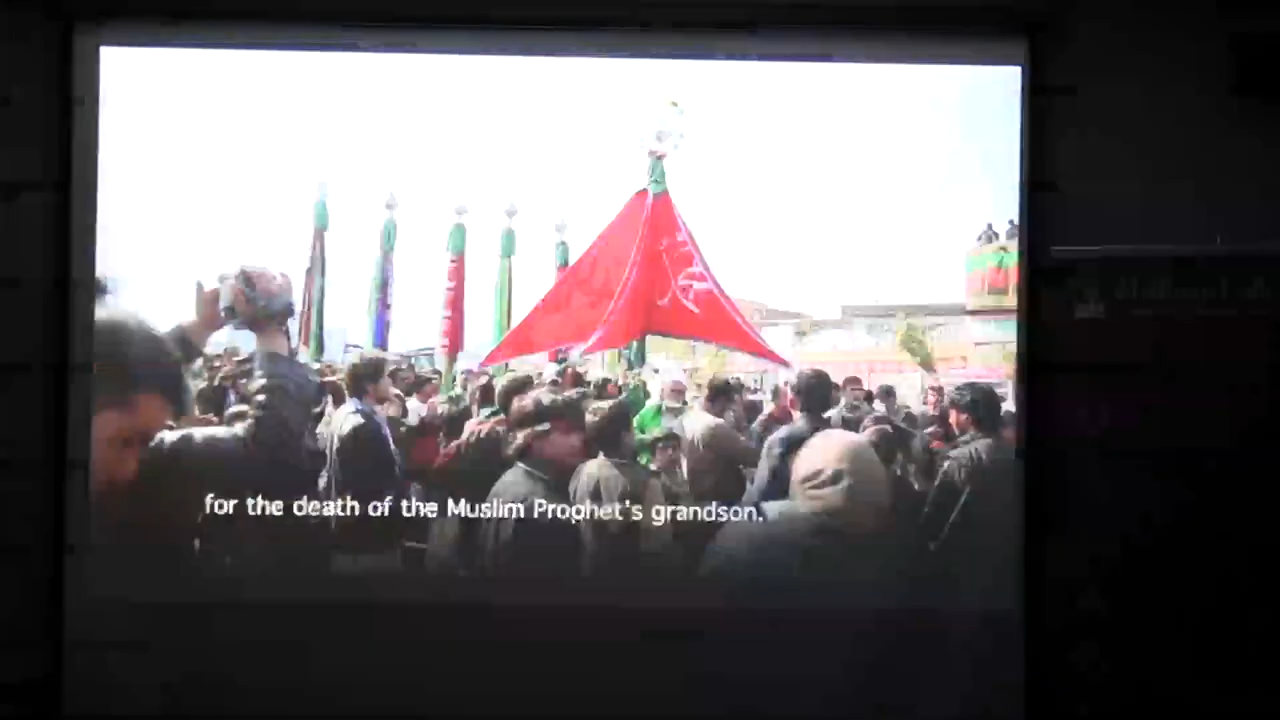 for the death of the Muslim Prophet's grandson.